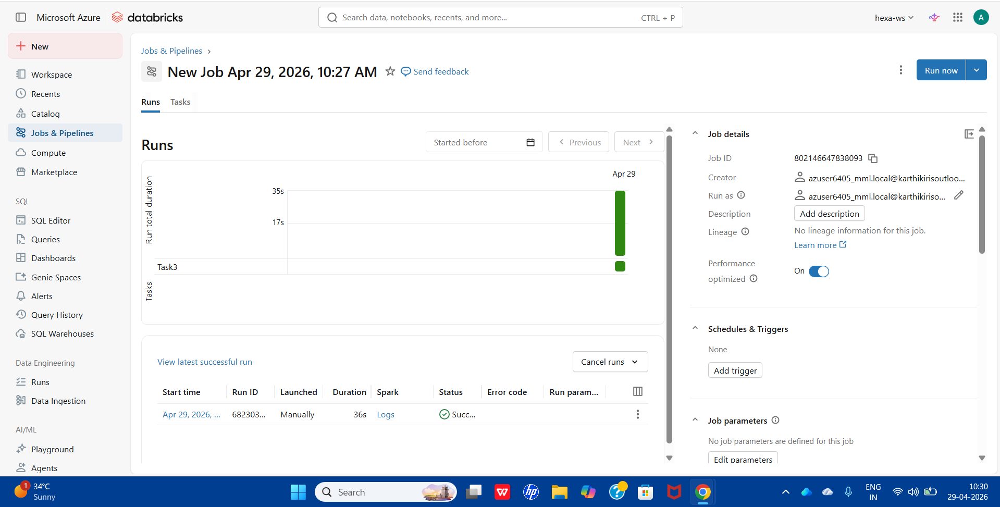 Microsoft Azure
databricks
Search data, notebooks, recents, and more...
CTRL + P
hexa-ws
A
New
Workspace
Recents
Catalog
Jobs & Pipelines
Compute
Marketplace
SQL
SQL Editor
Queries
Dashboards
Genie Spaces
Alerts
Query History
SQL Warehouses
Data Engineering
Runs
Data Ingestion
AI/ML
Playground
Agents
Jobs & Pipelines
New Job Apr 29, 2026, 10:27 AM
Send feedback
Run now
Runs Tasks
Runs
Started before
Previous
Next
Apr 29
Run total duration
35s
17s
Task3
Tasks
View latest successful run
Cancel runs
Start time Run ID Launched Duration Spark Status Error code Run param...
Apr 29, 2026, ... 682303... Manually 36s Logs Succ...
Job details
Job ID 802146647838093
Creator azuser6405_mml.local@karthikirisoutloo...
Run as azuser6405_mml.local@karthikiriso...
Description Add description
Lineage No lineage information for this job.
Learn more
Performance
optimized
On
Schedules & Triggers
None
Add trigger
Job parameters
No job parameters are defined for this job
Edit parameters
1
34°C
Sunny
Search
W
hp
?
ENG
IN
10:30
29-04-2026